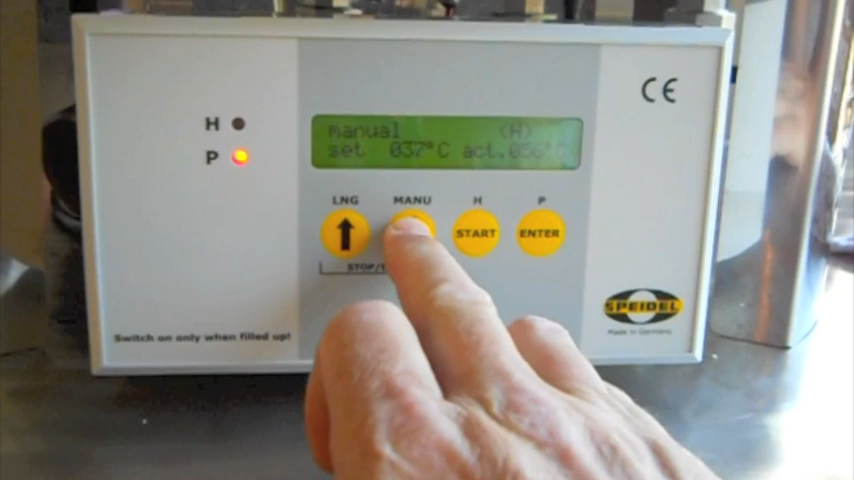 CE
H
P
manual (H)
set 037°C act.056°C
LNG MANU H P
START ENTER
STOP/
SPEIDEL
Made in Germany
Switch on only when filled up!